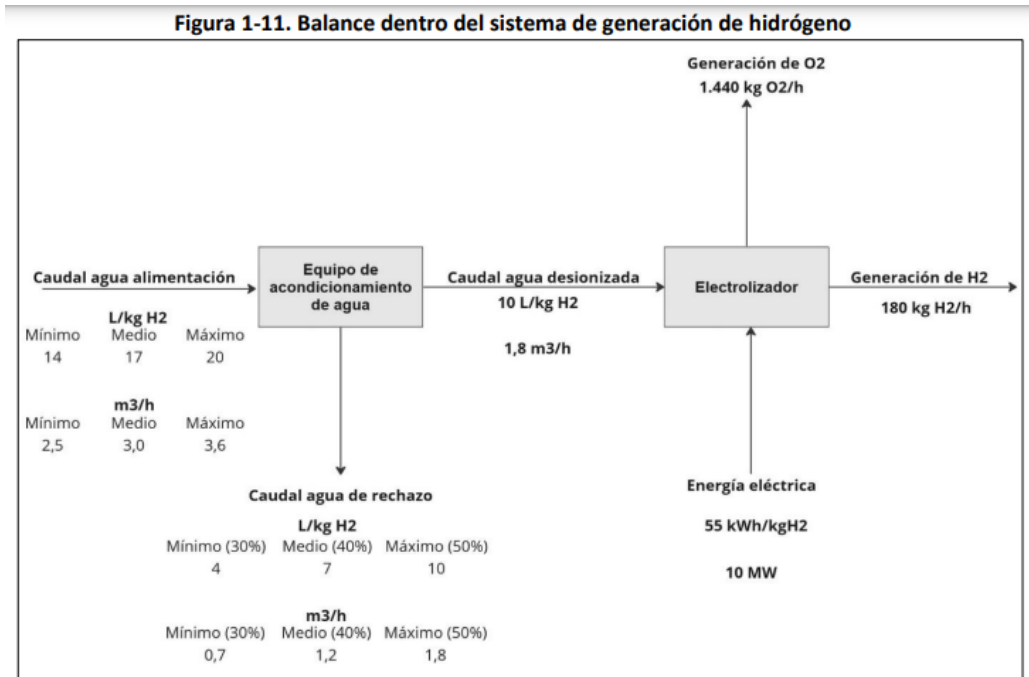 Figura 1-11. Balance dentro del sistema de generación de hidrógeno
Generación de O2
1.440 kg O2/h
Caudal agua alimentación
Equipo de
acondicionamiento
de agua
Caudal agua desionizada
10 L/kg H2
1,8 m3/h
Electrolizador
Generación de H2
180 kg H2/h
L/kg H2
Mínimo Medio Máximo
14 17 20
m3/h
Mínimo Medio Máximo
2,5 3,0 3,6
Caudal agua de rechazo
L/kg H2
Mínimo (30%) Medio (40%) Máximo (50%)
4 7 10
m3/h
Mínimo (30%) Medio (40%) Máximo (50%)
0,7 1,2 1,8
Energía eléctrica
55 kWh/kgH2
10 MW